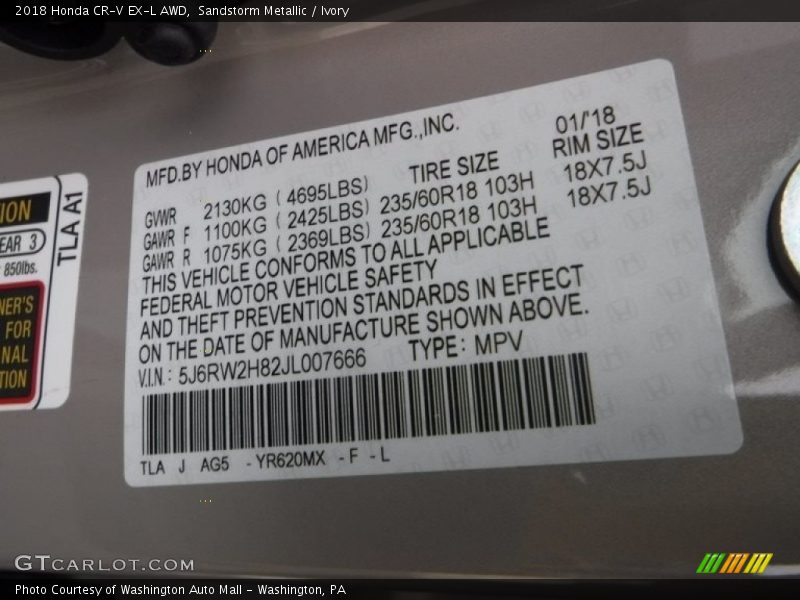 2018 Honda CR-V EX-L AWD, Sandstorm Metallic / Ivory
MFD.BY HONDA OF AMERICA MFG.,INC. 01/'18
TIRE SIZE RIM SIZE
GVWR 2130KG ( 4695LBS)
GAWR F 1100KG ( 2425LBS) 235/60R18 103H 18X7.5J
GAWR R 1075KG ( 2369LBS) 235/60R18 103H 18X7.5J
THIS VEHICLE CONFORMS TO ALL APPLICABLE
FEDERAL MOTOR VEHICLE SAFETY
AND THEFT PREVENTION STANDARDS IN EFFECT
ON THE DATE OF MANUFACTURE SHOWN ABOVE.
V.I.N.: 5J6RW2H82JL007666 TYPE: MPV
TLA J AG5 -YR620MX -F -L
TLA A1
ION
EAR 3
850lbs.
NER'S
FOR
NAL
TION
GTCARLOT.COM
Photo Courtesy of Washington Auto Mall - Washington, PA